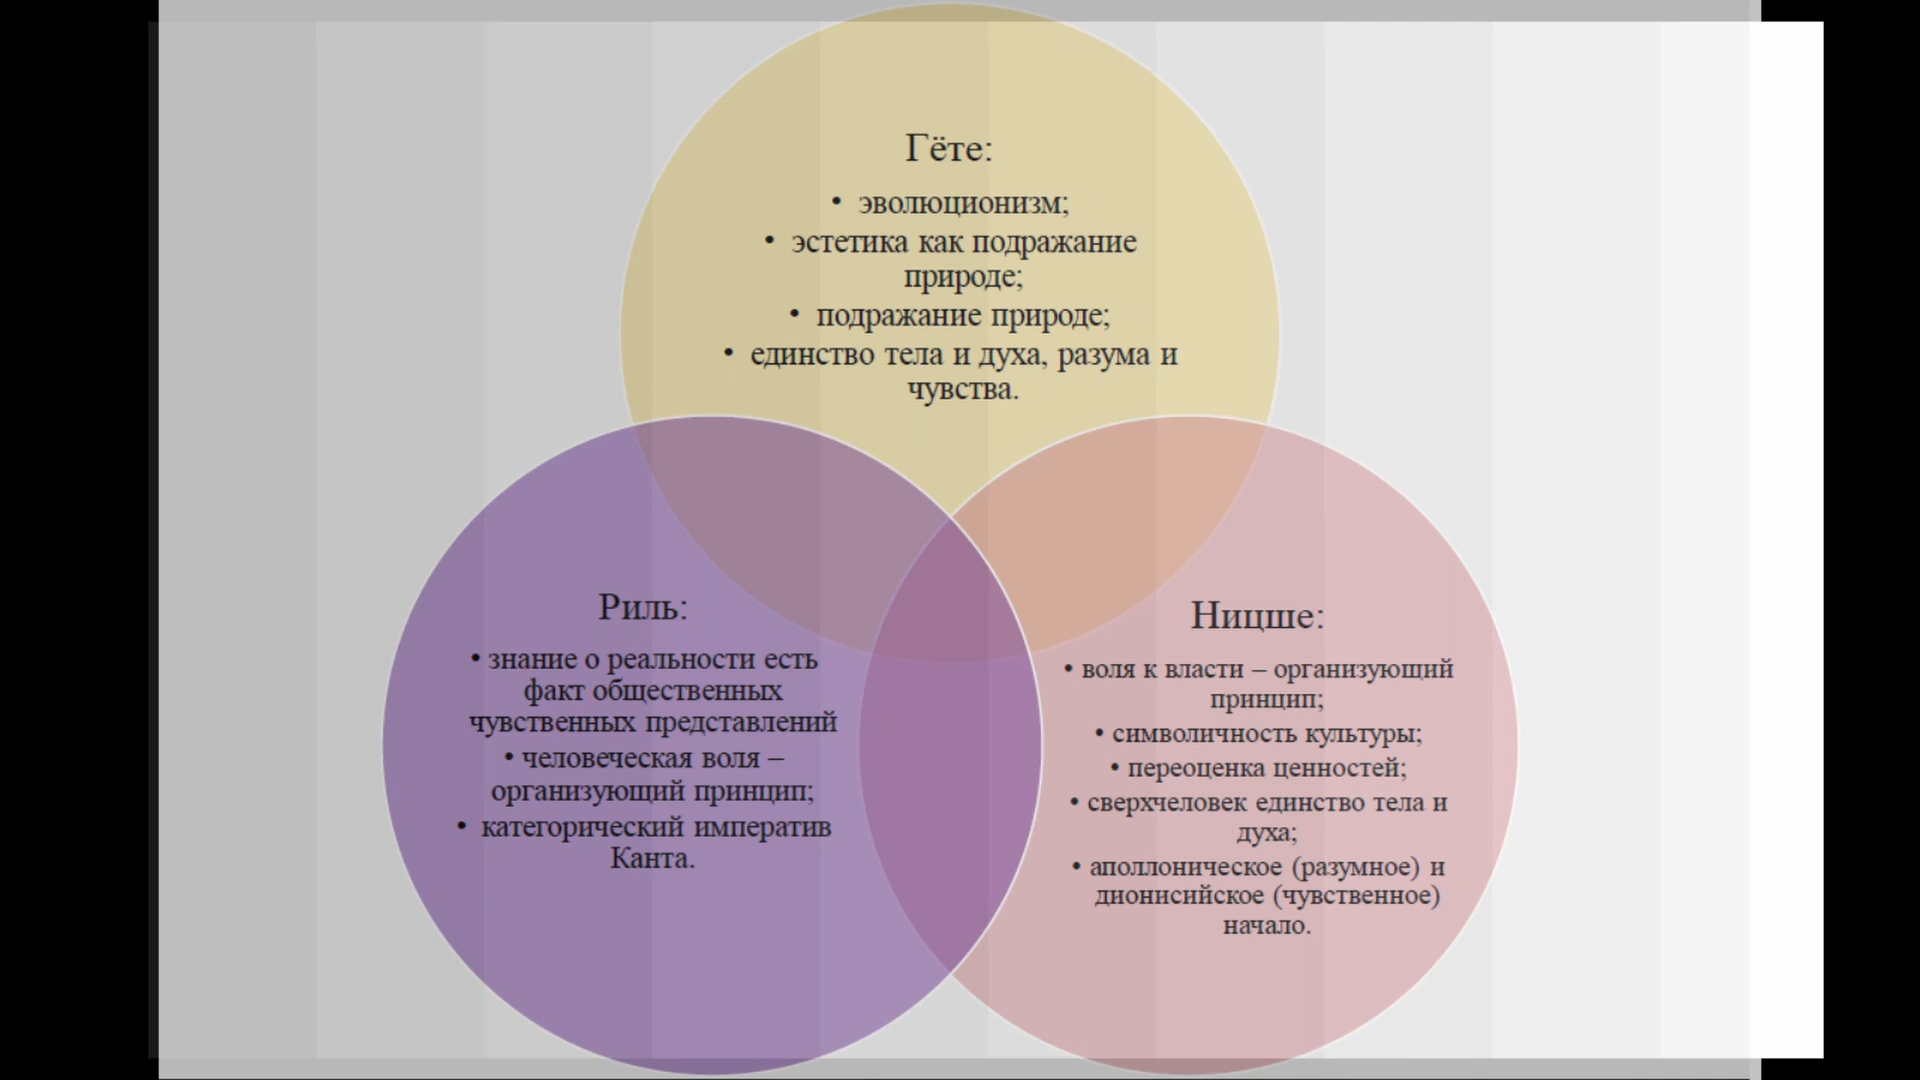 Гёте:
• эволюционизм;
• эстетика как подражание
природе;
• подражание природе;
• единство тела и духа, разума и
чувства.
Риль:
• знание о реальности есть
факт общественных
чувственных представлений
• человеческая воля –
организующий принцип;
• категорический императив
Канта.
Ницше:
• воля к власти – организующий
принцип;
• символичность культуры;
• переоценка ценностей;
• сверхчеловек единство тела и
духа;
• аполлоническое (разумное) и
дионисийское (чувственное)
начало.